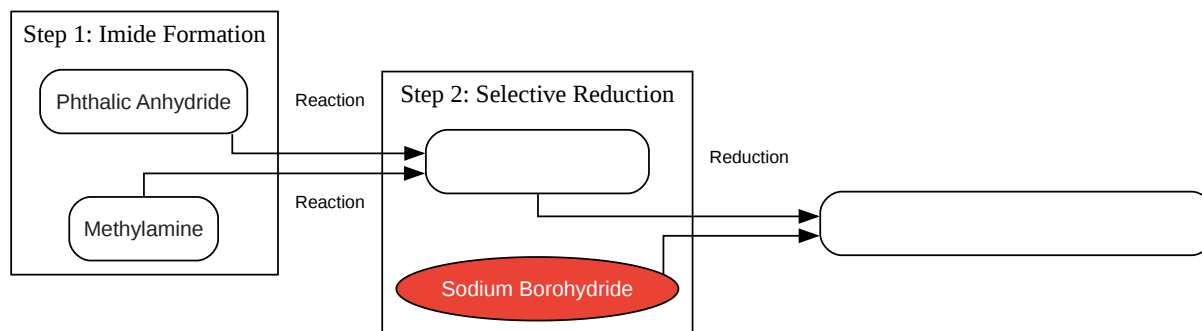 Step 1: Imide Formation
Phthalic Anhydride
Methylamine
Reaction
Reaction
Step 2: Selective Reduction
Sodium Borohydride
Reduction